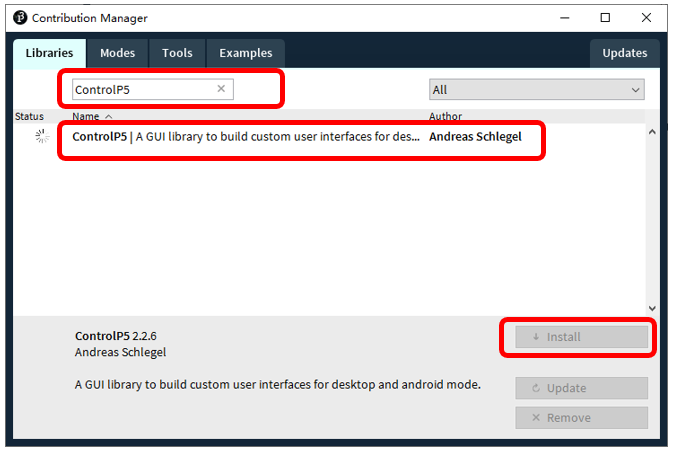 Contribution Manager
Libraries Modes Tools Examples Updates
ControlP5 All
Status Name Author
ControlP5 | A GUI library to build custom user interfaces for des... Andreas Schlegel
ControlP5 2.2.6
Andreas Schlegel
Install
A GUI library to build custom user interfaces for desktop and android mode.
Update
Remove